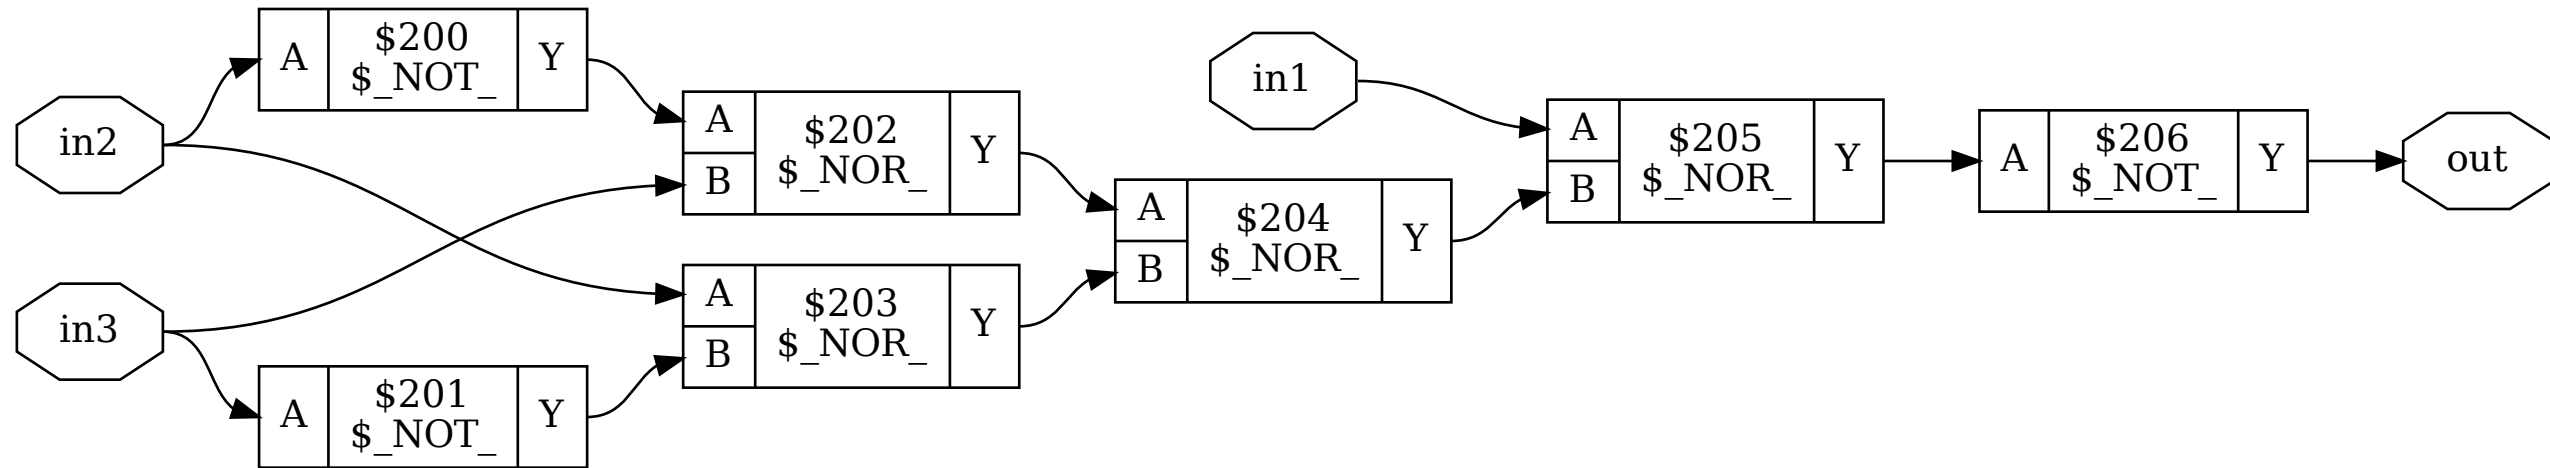 in2
in3
A
$200
$_NOT_
Y
A
$201
$_NOT_
Y
A
B
$202
$_NOR_
Y
A
B
$203
$_NOR_
Y
A
B
$204
$_NOR_
Y
in1
A
B
$205
$_NOR_
Y
A
$206
$_NOT_
Y
out